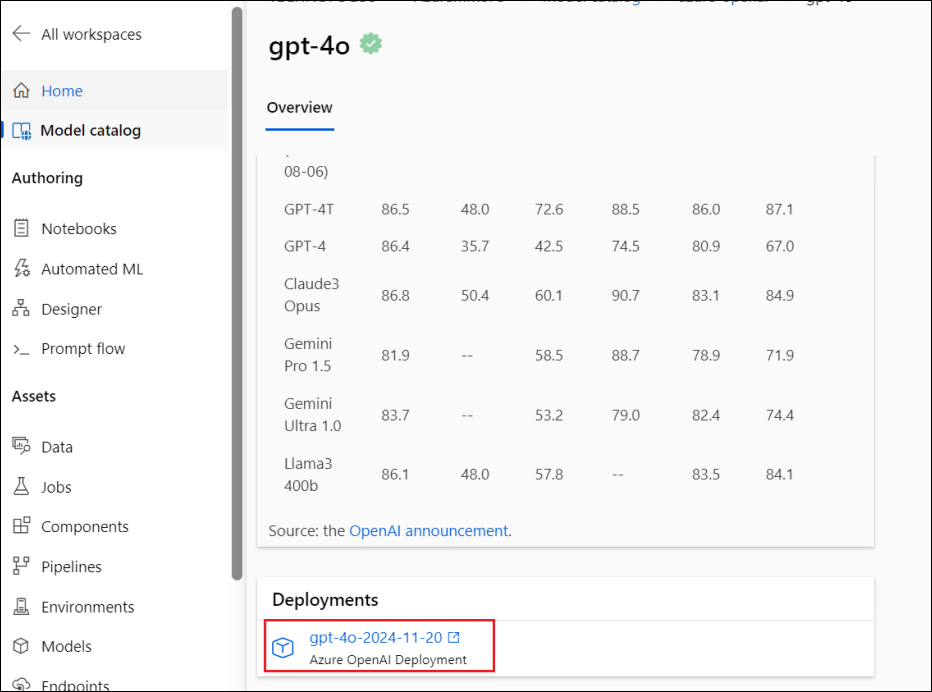 All workspaces
Home
Model catalog
Authoring
Notebooks
Automated ML
Designer
Prompt flow
Assets
Data
Jobs
Components
Pipelines
Environments
Models
Endpoints
gpt-4o
Overview
08-06)
GPT-4T 86.5 48.0 72.6 88.5 86.0 87.1
GPT-4 86.4 35.7 42.5 74.5 80.9 67.0
Claude3
Opus 86.8 50.4 60.1 90.7 83.1 84.9
Gemini
Pro 1.5 81.9 -- 58.5 88.7 78.9 71.9
Gemini
Ultra 1.0 83.7 -- 53.2 79.0 82.4 74.4
Llama3
400b 86.1 48.0 57.8 -- 83.5 84.1
Source: the OpenAI announcement.
Deployments
gpt-4o-2024-11-20
Azure OpenAI Deployment